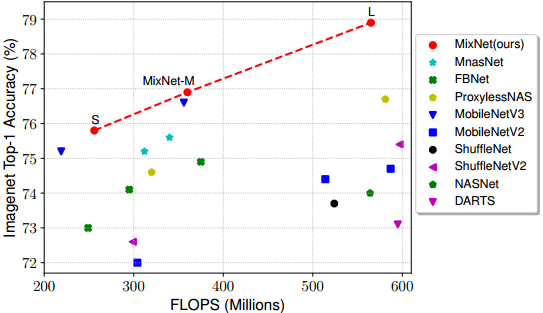 79
78
77
76
75
74
73
72
200
300
400
500
600
Imagenet Top-1 Accuracy (%)
FLOPS (Millions)
S
MixNet-M
L
MixNet(ours)
MnasNet
FBNet
ProxylessNAS
MobileNetV3
MobileNetV2
ShuffleNet
ShuffleNetV2
NASNet
DARTS